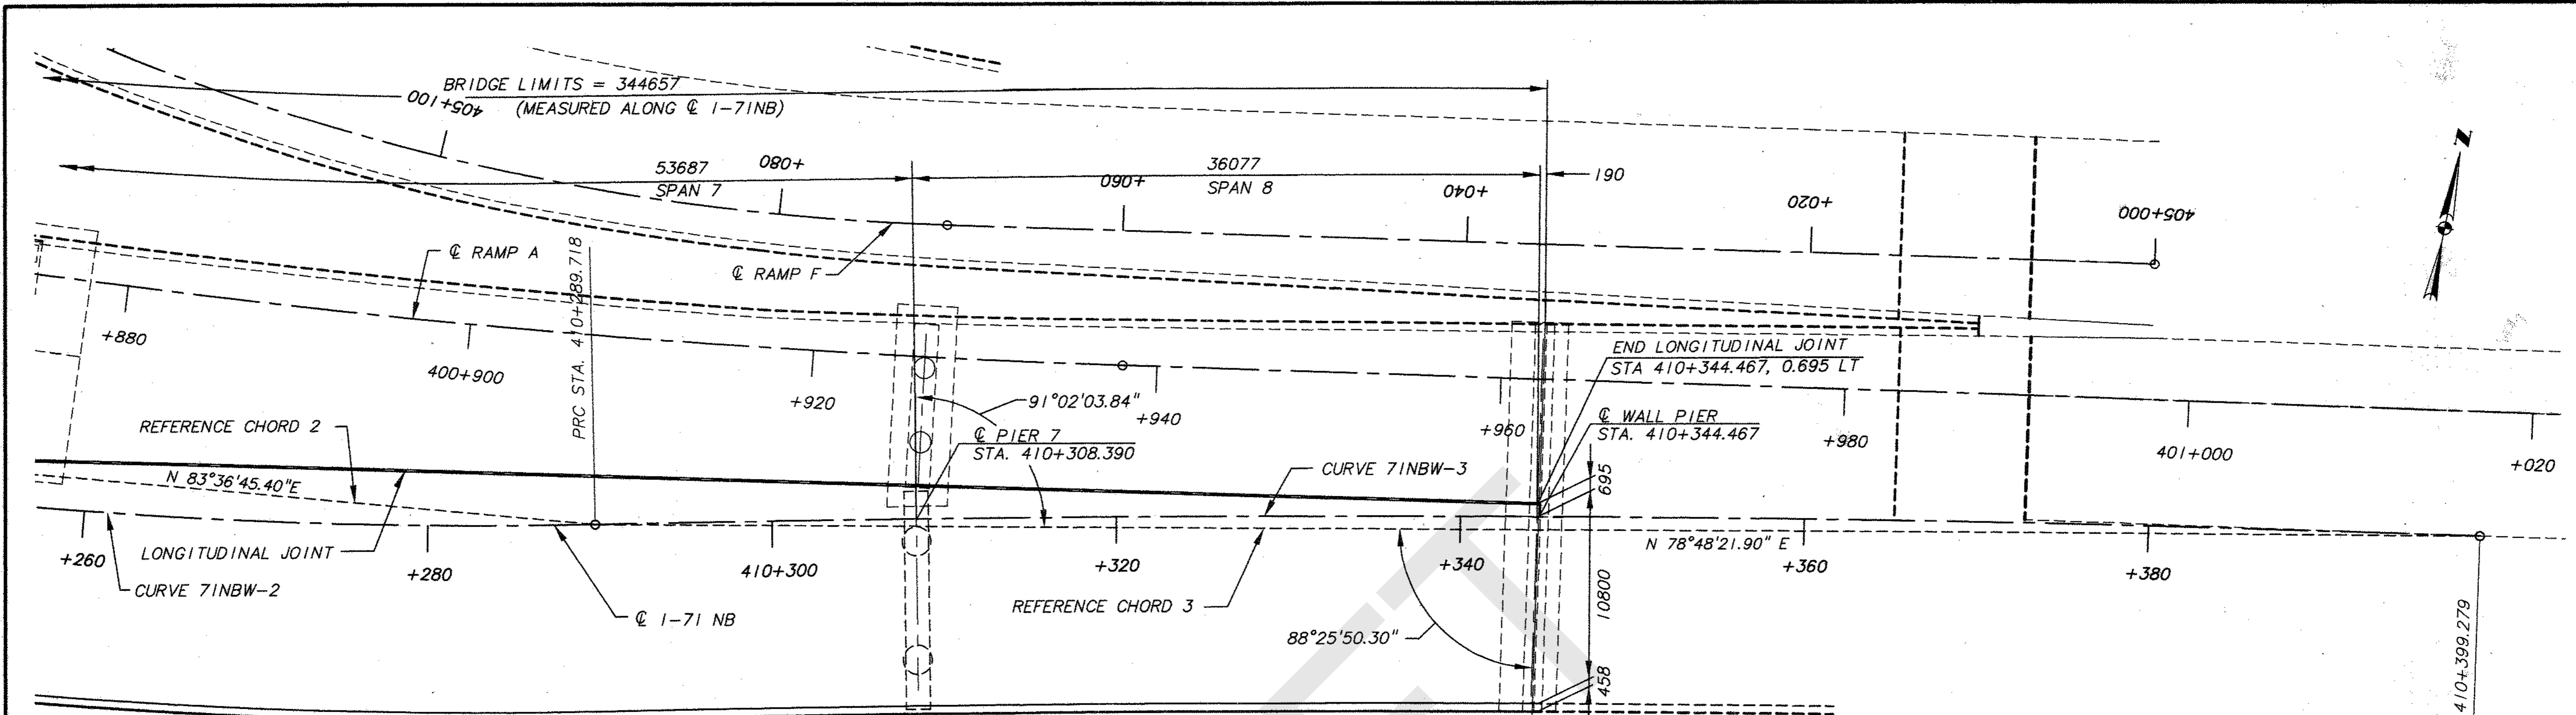 BRIDGE LIMITS = 344657
(MEASURED ALONG ℄ I-71NB)
405+100
53687
SPAN 7
+080
36077
SPAN 8
+060
+040
190
+020
405+000
N
℄ RAMP A
℄ RAMP F
PRC STA. 410+289.718
+880
400+900
+920
91°02'03.84"
+940
℄ PIER 7
STA. 410+308.390
END LONGITUDINAL JOINT
STA 410+344.467, 0.695 LT
+960
℄ WALL PIER
STA. 410+344.467
+980
401+000
+020
REFERENCE CHORD 2
N 83°36'45.40"E
CURVE 71NBW-3
695
+260
LONGITUDINAL JOINT
CURVE 71NBW-2
+280
℄ I-71 NB
410+300
+320
REFERENCE CHORD 3
+340
N 78°48'21.90" E
+360
+380
88°25'50.30"
10800
458
410+399.279